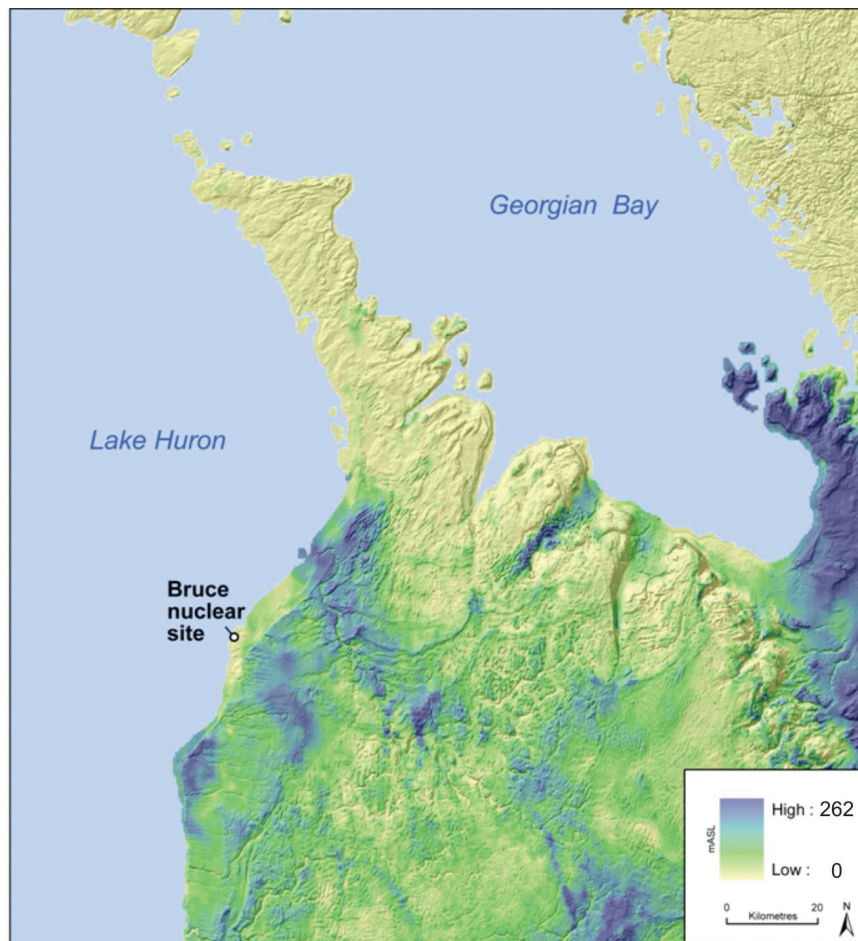 Georgian Bay
Lake Huron
Bruce
nuclear
site
High : 262
mASL
Low : 0
0 20
Kilometres
N